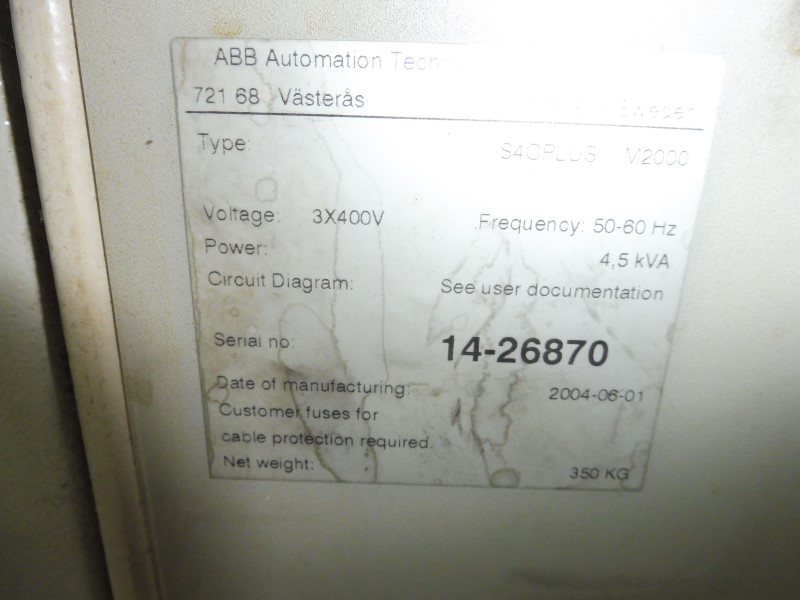 ABB Automation
721 68 Västerås Sweden
Type: S4CPLUS M2000
Voltage: 3X400V Frequency: 50-60 Hz
Power: 4,5 kVA
Circuit Diagram: See user documentation
Serial no: 14-26870
Date of manufacturing: 2004-06-01
Customer fuses for
cable protection required.
Net weight: 350 KG